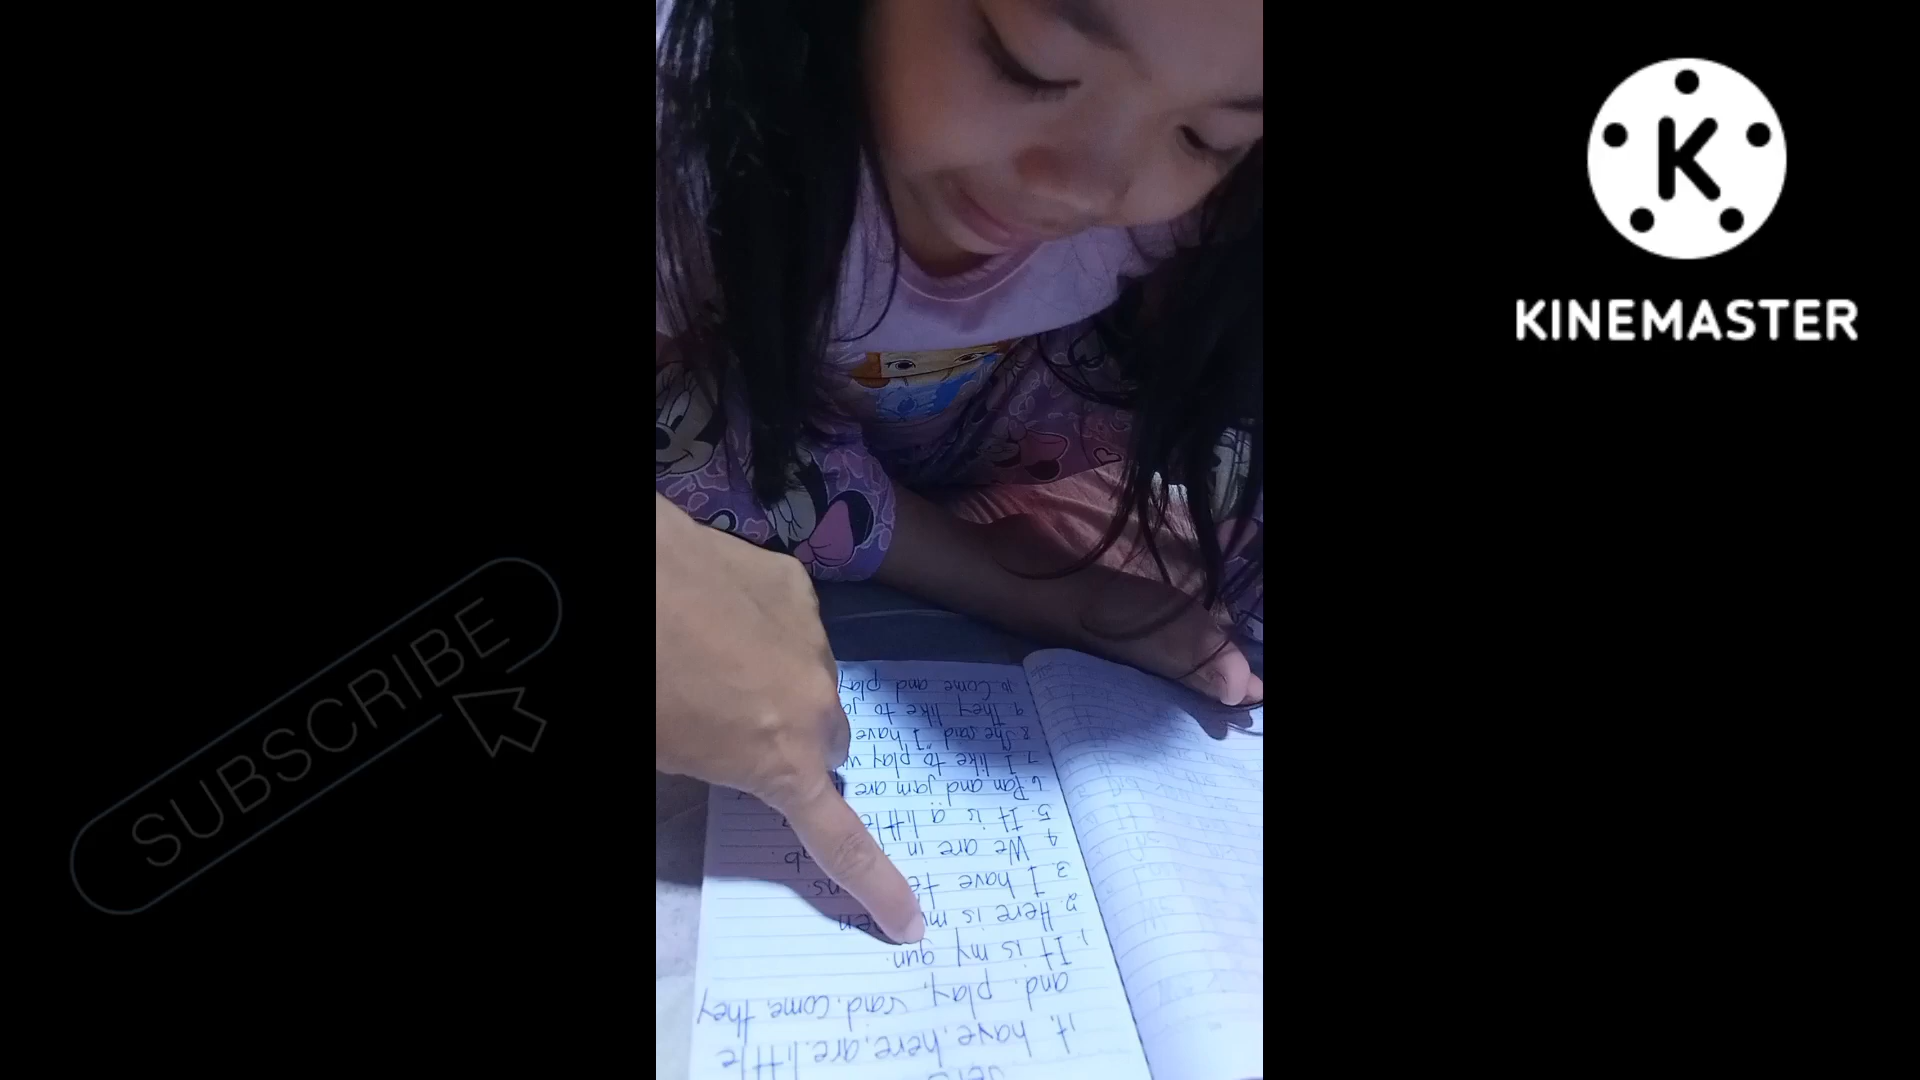 KINEMASTER
SUBSCRIBE
it, have, here, are, little
and, play, said, come, they
1. It is my gun.
2. Here is my
3. I have
4 We are in
5. It is a little
6. Pam and jam are
7. I like to play
8. She said "I have
9. They like to
10. Come and play